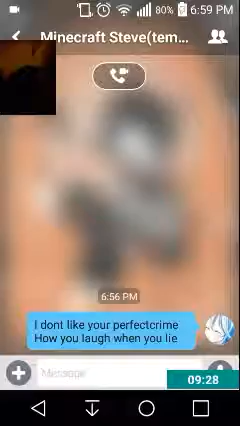 80% 6:59 PM
Minecraft Steve(tem...
6:56 PM
I dont like your perfectcrime
How you laugh when you lie
Message
09:28